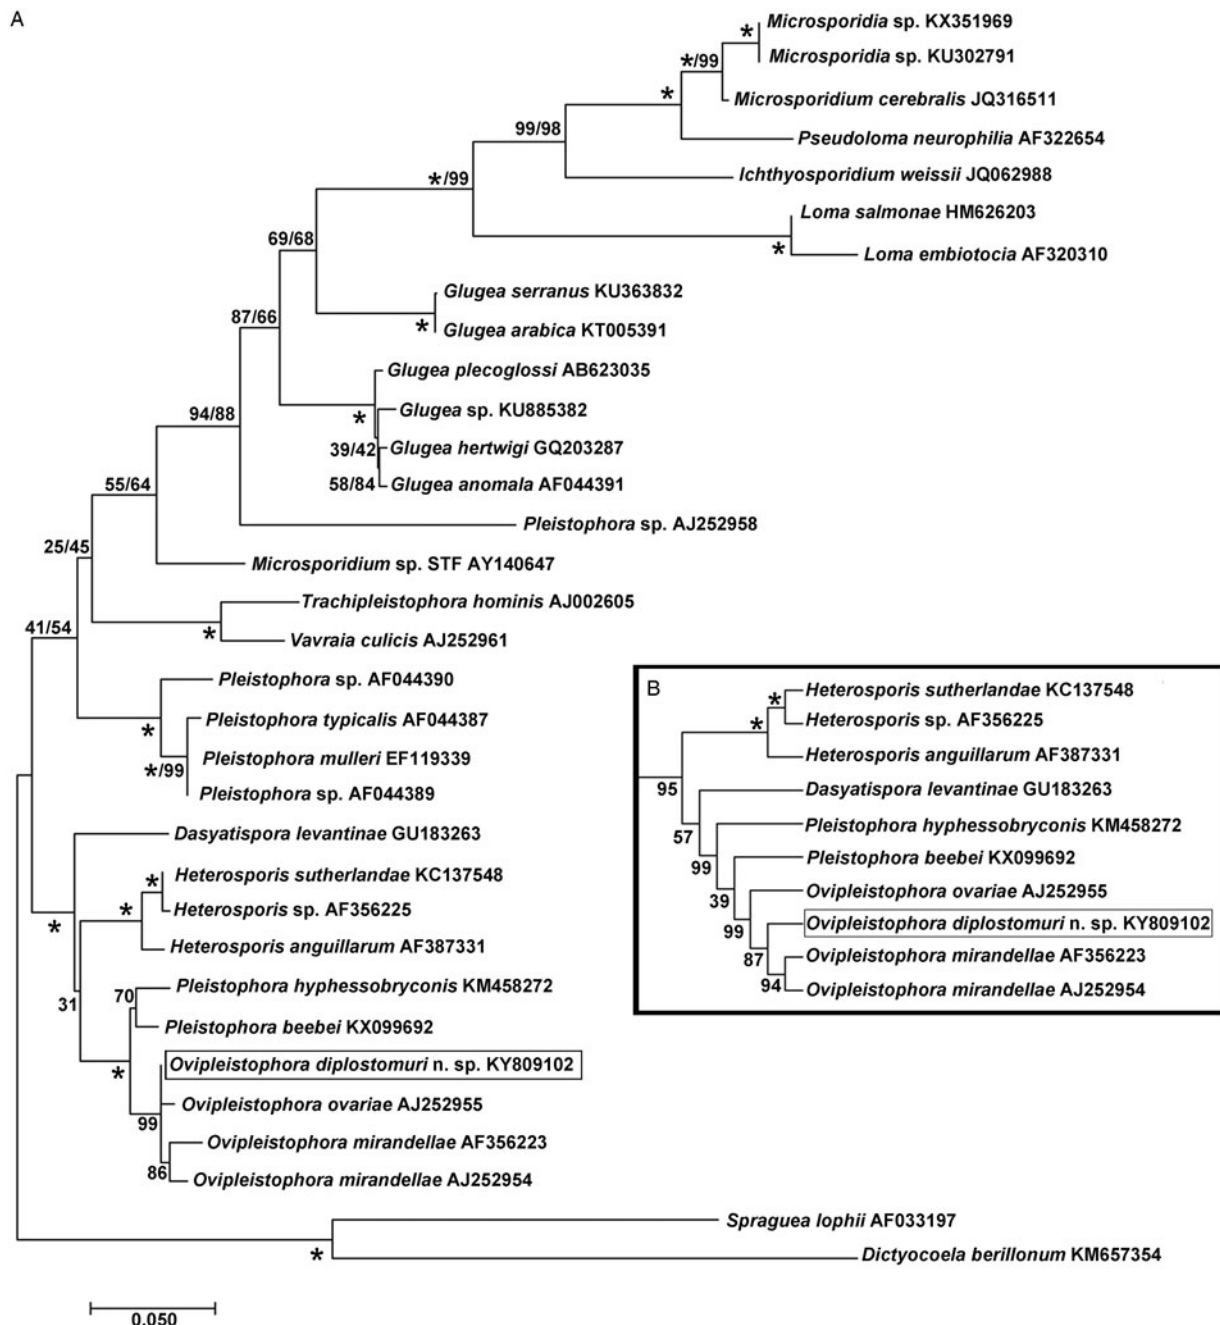 A
Microsporidia sp. KX351969
*
Microsporidia sp. KU302791
*/99
*
Microsporidium cerebralis JQ316511
99/98
Pseudoloma neurophilia AF322654
*/99
Ichthyosporidium weissii JQ062988
Loma salmonae HM626203
69/68
*
Loma embiotocia AF320310
Glugea serranus KU363832
87/66
*
Glugea arabica KT005391
Glugea plecoglossi AB623035
94/88
*
Glugea sp. KU885382
39/42
Glugea hertwigi GQ203287
58/84
Glugea anomala AF044391
55/64
Pleistophora sp. AJ252958
25/45
Microsporidium sp. STF AY140647
Trachipleistophora hominis AJ002605
41/54
*
Vavraia culicis AJ252961
Pleistophora sp. AF044390
*
Pleistophora typicalis AF044387
Pleistophora mulleri EF119339
*/99
Pleistophora sp. AF044389
Dasyatispora levantinae GU183263
*
Heterosporis sutherlandae KC137548
*
*
Heterosporis sp. AF356225
Heterosporis anguillarum AF387331
31
70
Pleistophora hyphessobryconis KM458272
Pleistophora beebei KX099692
*
Ovipleistophora diplostomuri n. sp. KY809102
99
Ovipleistophora ovariae AJ252955
Ovipleistophora mirandellae AF356223
86
Ovipleistophora mirandellae AJ252954
Spraguea lophii AF033197
*
Dictyocoela berillonum KM657354
0.050
B
Heterosporis sutherlandae KC137548
*
*
Heterosporis sp. AF356225
Heterosporis anguillarum AF387331
95
Dasyatispora levantinae GU183263
57
Pleistophora hyphessobryconis KM458272
99
Pleistophora beebei KX099692
39
Ovipleistophora ovariae AJ252955
99
Ovipleistophora diplostomuri n. sp. KY809102
87
Ovipleistophora mirandellae AF356223
94
Ovipleistophora mirandellae AJ252954